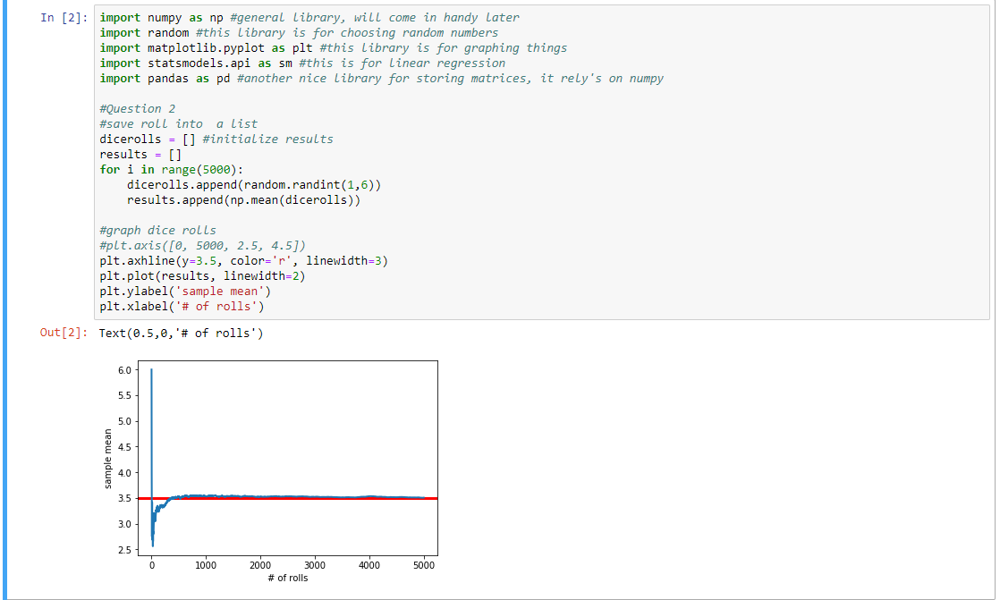 In [2]:
import numpy as np #general library, will come in handy later
import random #this library is for choosing random numbers
import matplotlib.pyplot as plt #this library is for graphing things
import statsmodels.api as sm #this is for linear regression
import pandas as pd #another nice library for storing matrices, it rely's on numpy
#Question 2
#save roll into  a list
dicerolls = [] #initialize results
results = []
for i in range(5000):
    dicerolls.append(random.randint(1,6))
    results.append(np.mean(dicerolls))
#graph dice rolls
#plt.axis([0, 5000, 2.5, 4.5])
plt.axhline(y=3.5, color='r', linewidth=3)
plt.plot(results, linewidth=2)
plt.ylabel('sample mean')
plt.xlabel('# of rolls')
Out[2]: Text(0.5,0,'# of rolls')
6.0
5.5
5.0
4.5
4.0
3.5
3.0
2.5
sample mean
0 1000 2000 3000 4000 5000
# of rolls